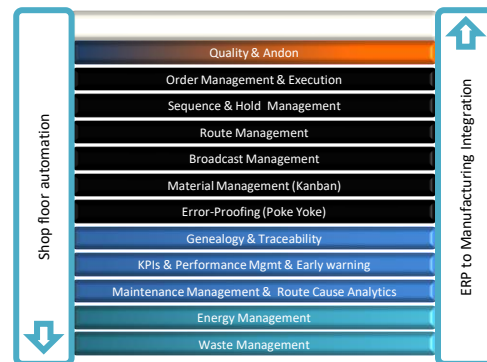 Quality & Andon
Order Management & Execution
Sequence & Hold Management
Route Management
Broadcast Management
Material Management (Kanban)
Error-Proofing (Poke Yoke)
Genealogy & Traceability
KPIs & Performance Mgmt & Early warning
Maintenance Management & Route Cause Analytics
Energy Management
Waste Management
Shop floor automation
ERP to Manufacturing Integration